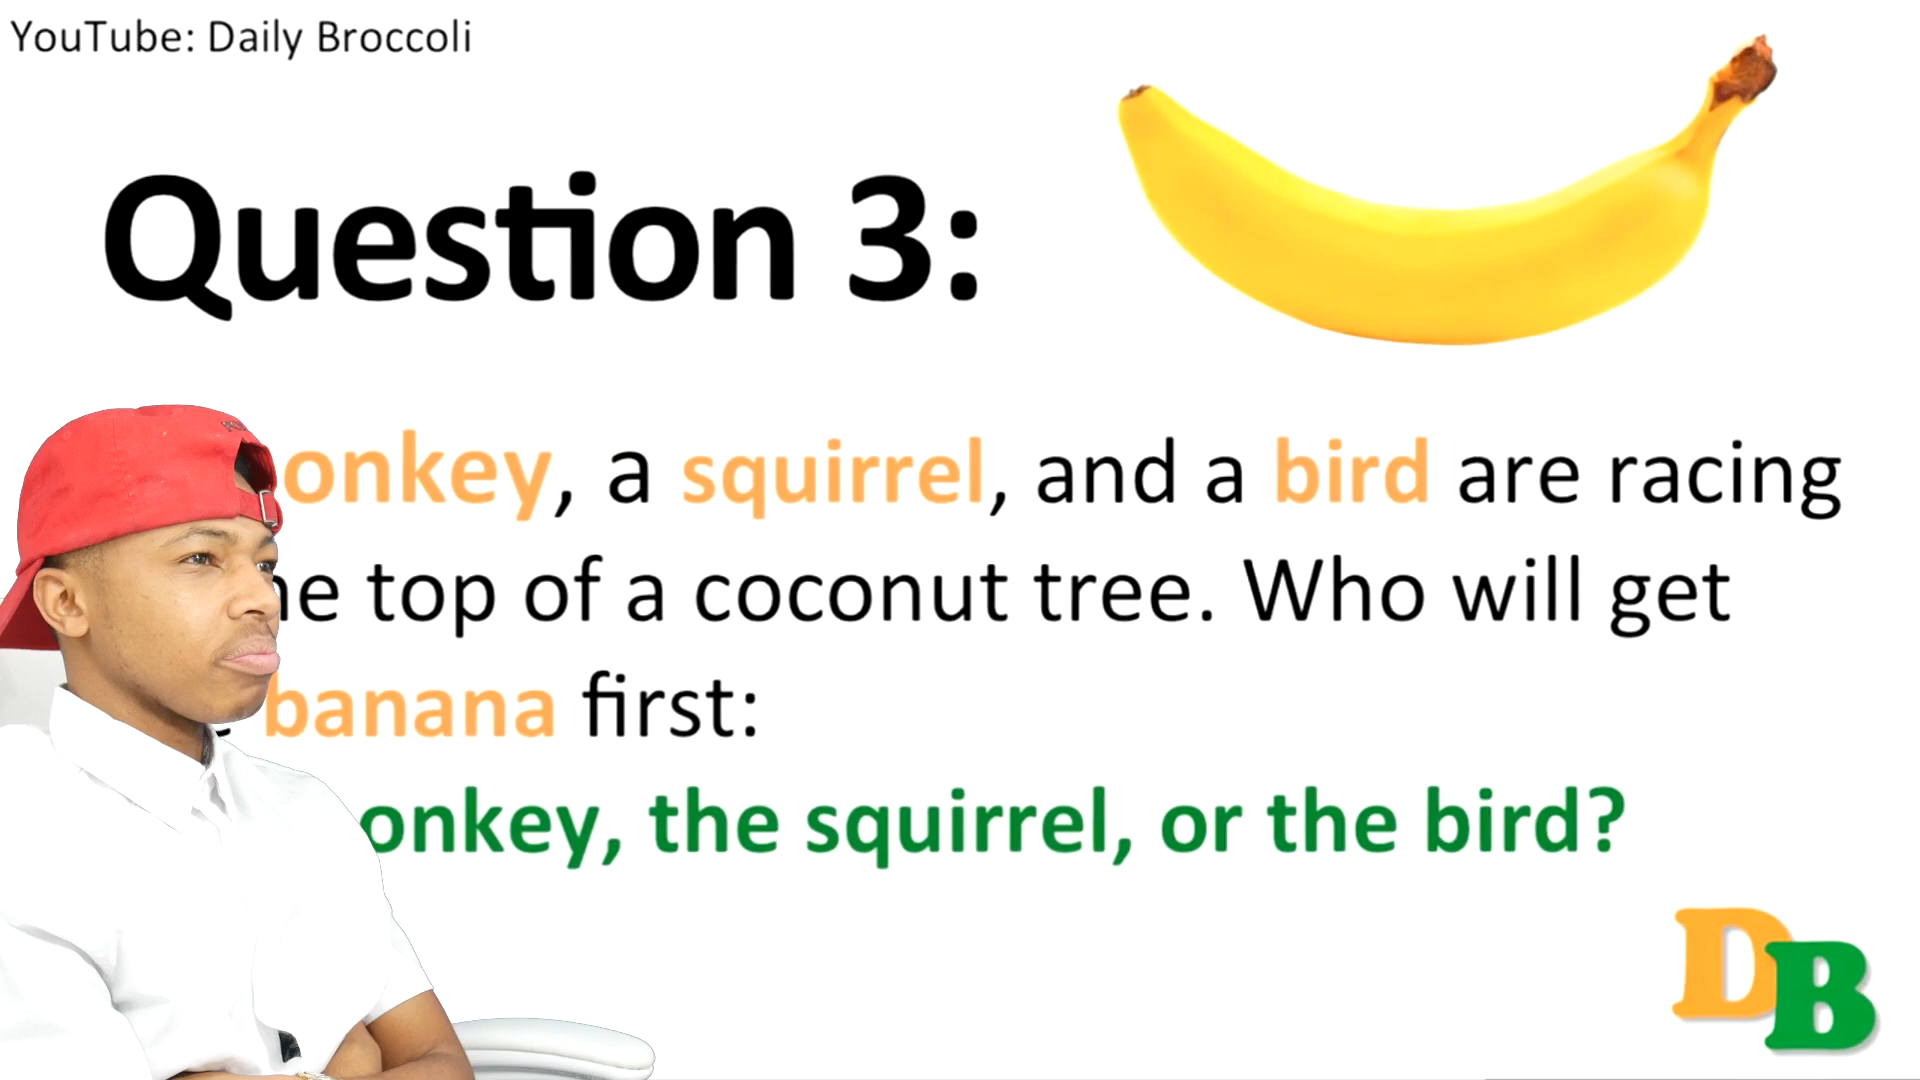 YouTube: Daily Broccoli
Question 3:
onkey, a squirrel, and a bird are racing
he top of a coconut tree. Who will get
banana first:
onkey, the squirrel, or the bird?
DB